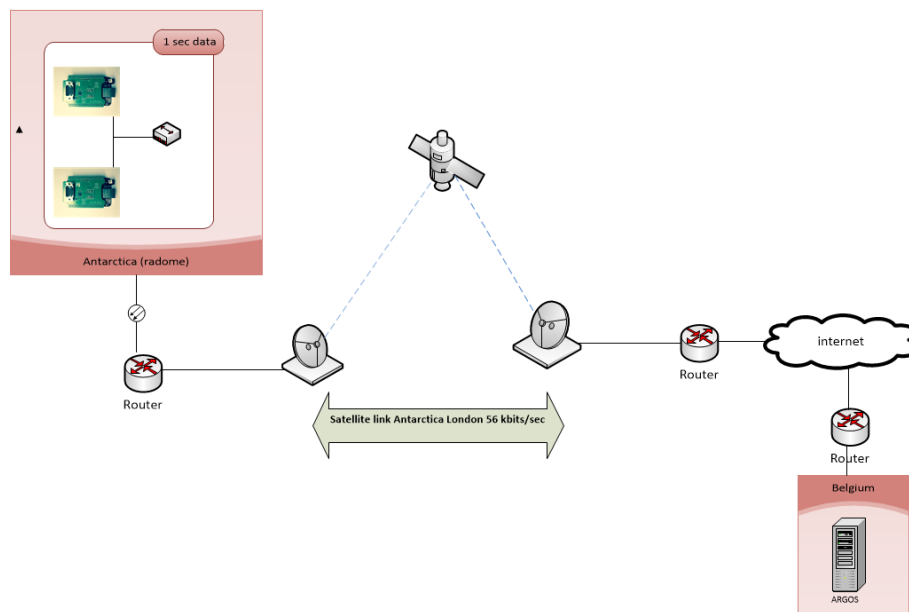 1 sec data
Antarctica (radome)
Router
Satellite link Antarctica London 56 kbits/sec
Router
internet
Router
Belgium
ARGOS